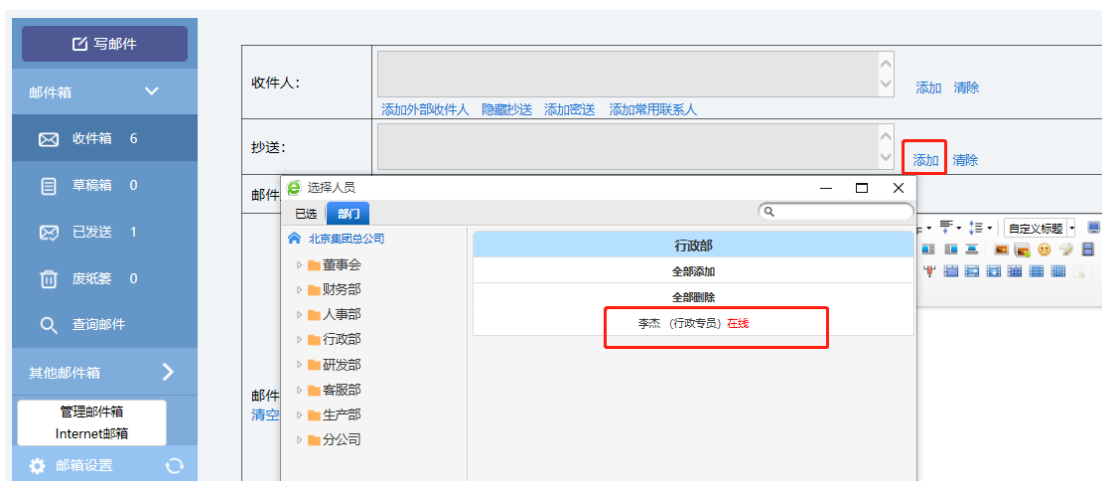 写邮件
邮件箱
收件箱 6
草稿箱 0
已发送 1
废纸篓 0
查询邮件
其他邮件箱
管理邮件箱
Internet邮箱
邮箱设置
收件人：
添加 清除
添加外部收件人 隐藏抄送 添加密送 添加常用联系人
抄送：
添加 清除
邮件
选择人员
已选 部门
北京集团总公司
董事会
财务部
人事部
行政部
研发部
客服部
生产部
分公司
行政部
全部添加
全部删除
李杰 （行政专员）在线
自定义标题
邮件
清空